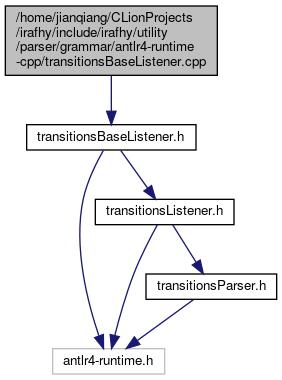 /home/jianqiang/CLionProjects
/irafhy/include/irafhy/utility
/parser/grammar/antlr4-runtime
-cpp/transitionsBaseListener.cpp
transitionsBaseListener.h
transitionsListener.h
transitionsParser.h
antlr4-runtime.h